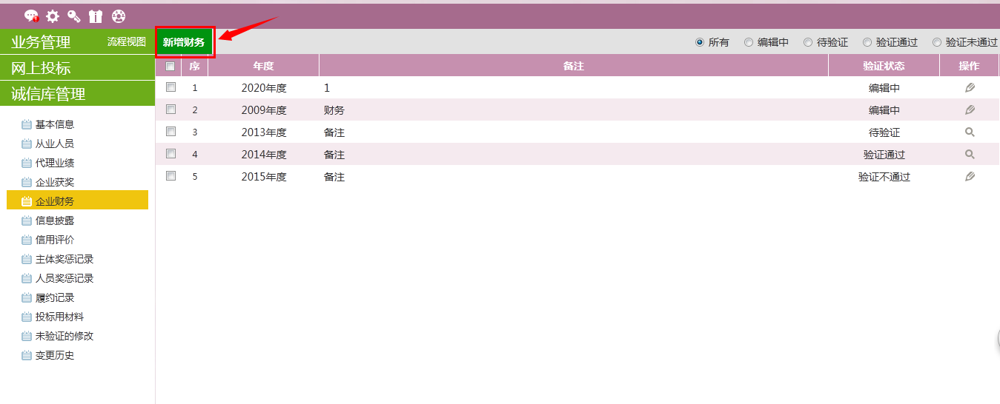 业务管理 流程视图
网上投标
诚信库管理
基本信息
从业人员
代理业绩
企业获奖
企业财务
信息披露
信用评价
主体奖惩记录
人员奖惩记录
履约记录
投标用材料
未验证的修改
变更历史
新增财务 所有 编辑中 待验证 验证通过 验证未通过
序 年度 备注 验证状态 操作
1 2020年度 1 编辑中
2 2009年度 财务 编辑中
3 2013年度 备注 待验证
4 2014年度 备注 验证通过
5 2015年度 备注 验证不通过